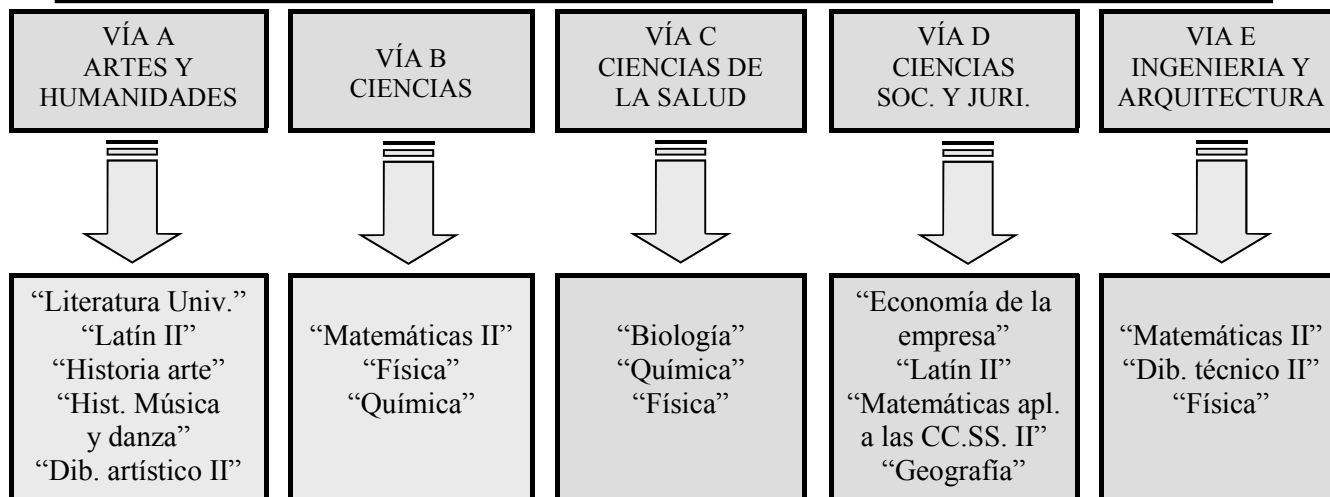 VÍA A
ARTES Y
HUMANIDADES
VÍA B
CIENCIAS
VÍA C
CIENCIAS DE
LA SALUD
VÍA D
CIENCIAS
SOC. Y JURI.
VIA E
INGENIERIA Y
ARQUITECTURA
“Literatura Univ.”
“Latín II”
“Historia arte”
“Hist. Música
y danza”
“Dib. artístico II”
“Matemáticas II”
“Física”
“Química”
“Biología”
“Química”
“Física”
“Economía de la
empresa”
“Latín II”
“Matemáticas apl.
a las CC.SS. II”
“Geografía”
“Matemáticas II”
“Dib. técnico II”
“Física”